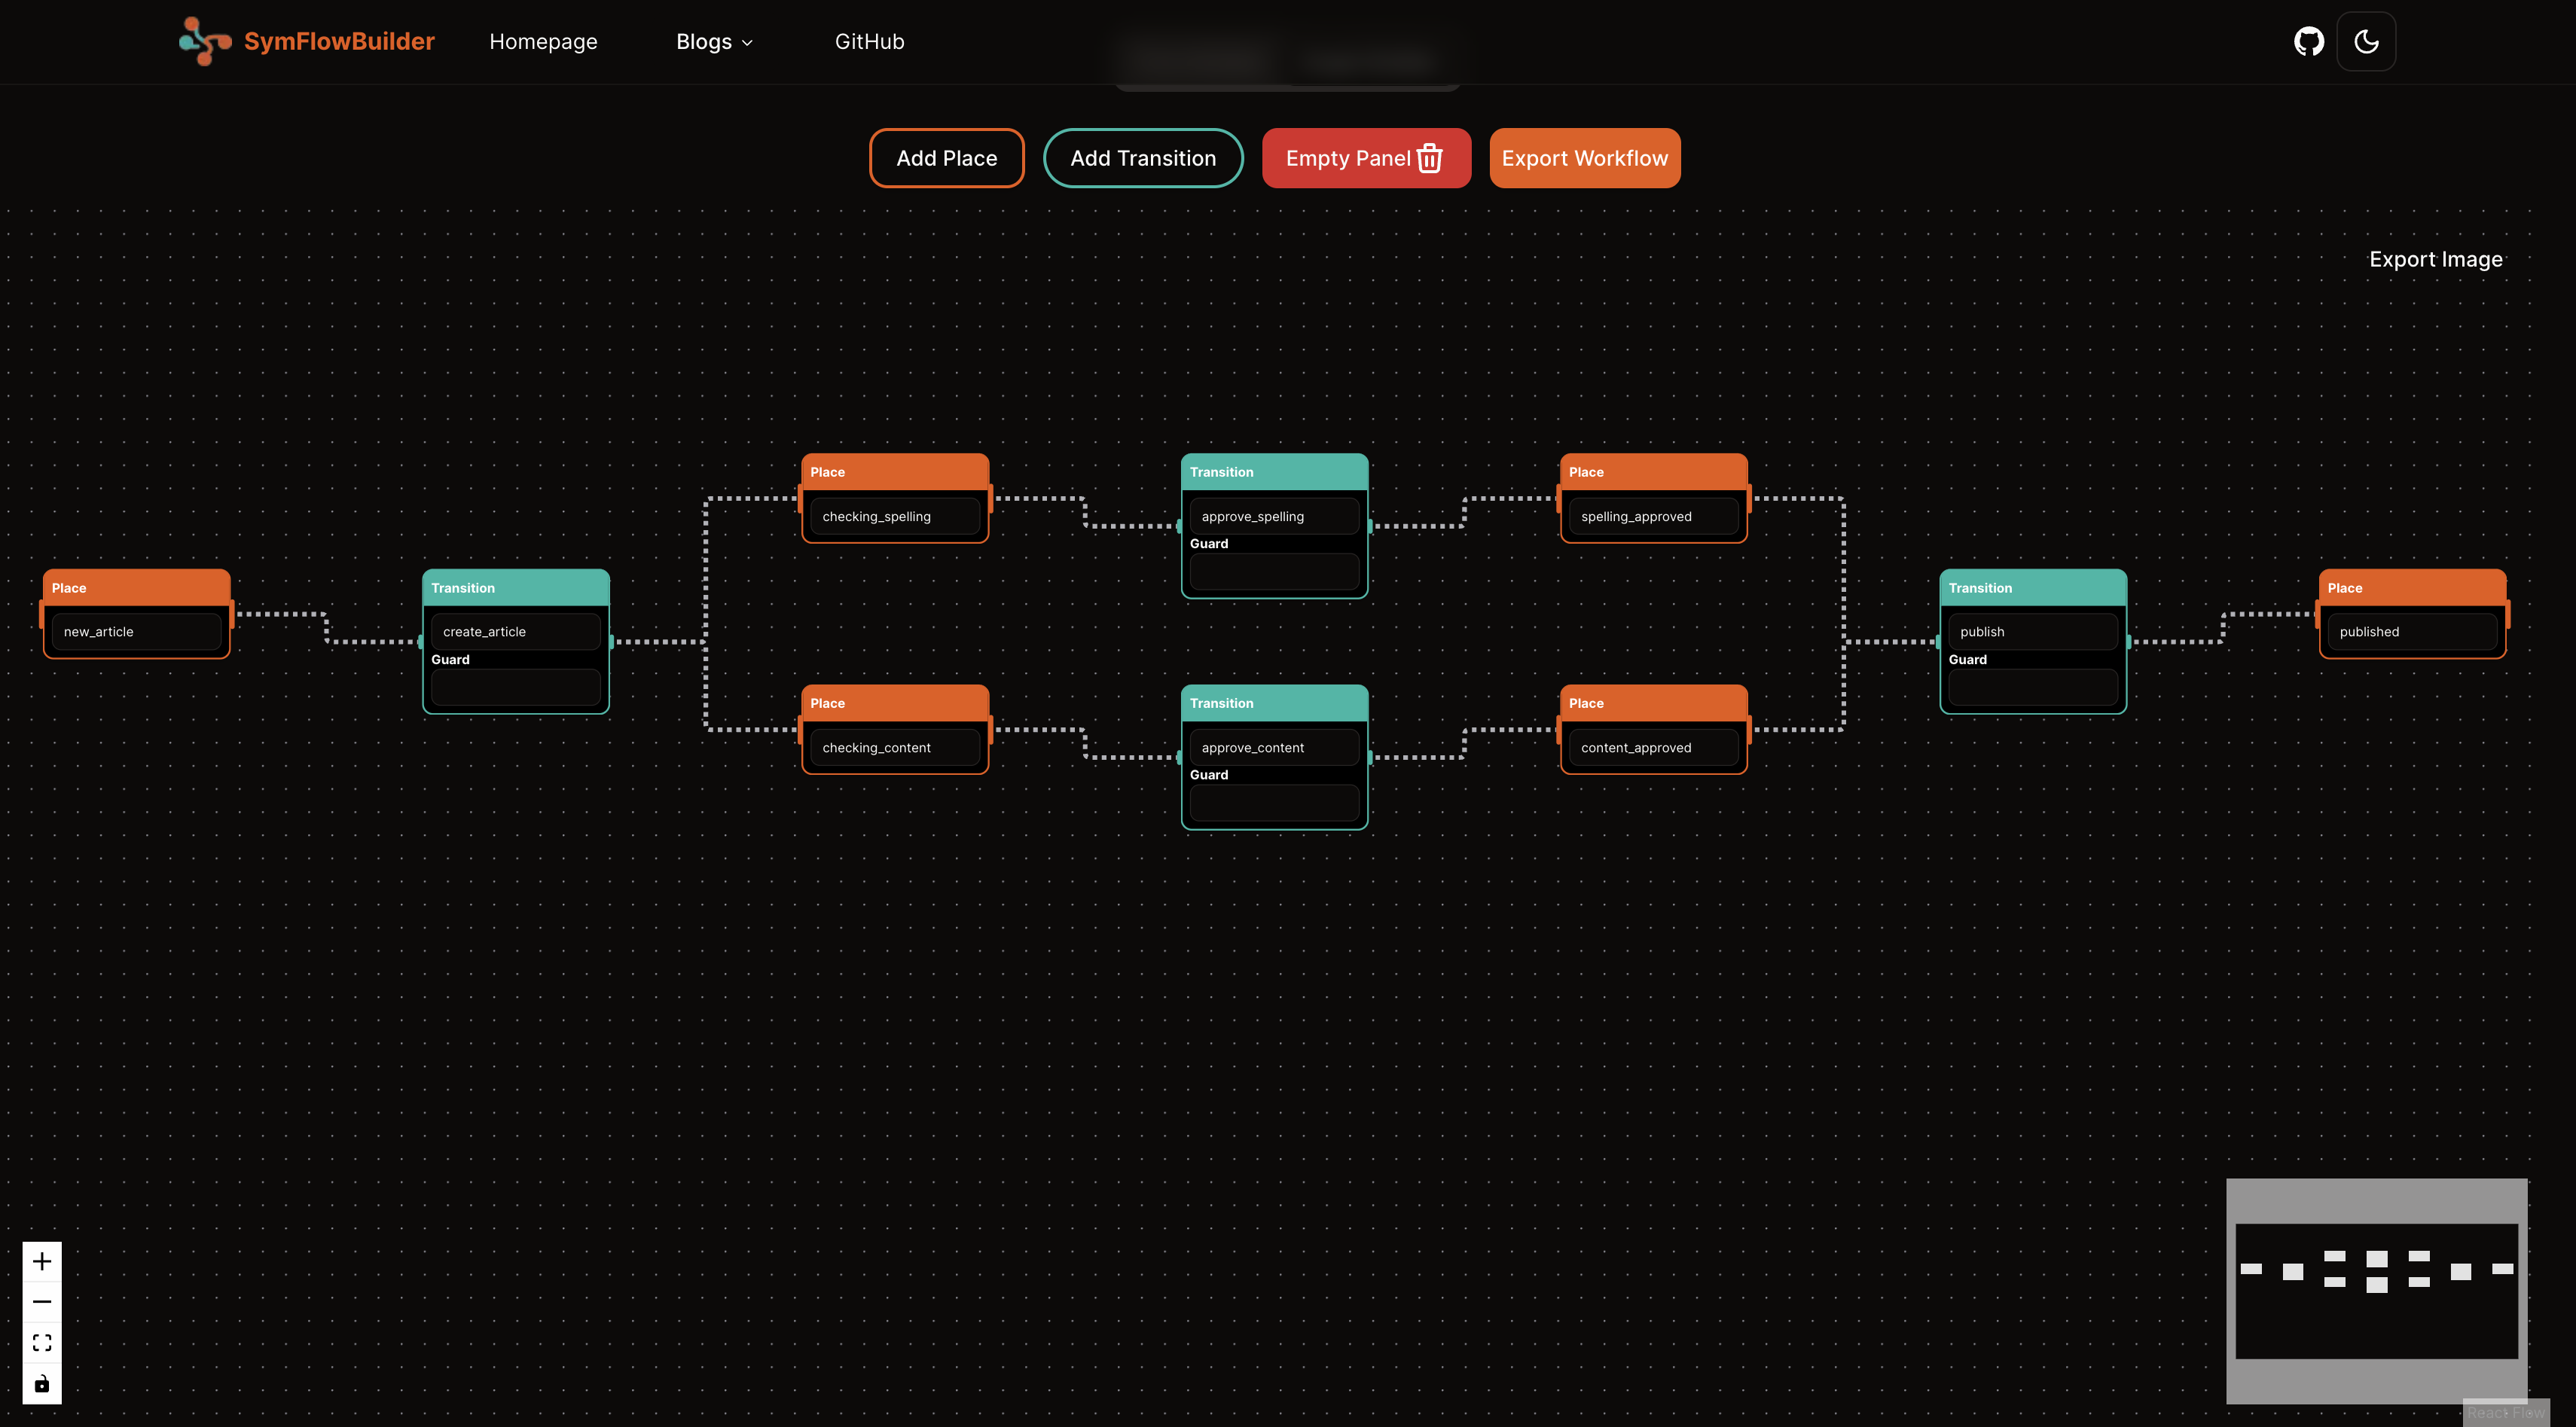 SymFlowBuilder
Homepage
Blogs
GitHub
Add Place
Add Transition
Empty Panel
Export Workflow
Export Image
Place
new_article
Transition
create_article
Guard
Place
checking_spelling
Transition
approve_spelling
Guard
Place
spelling_approved
Place
checking_content
Transition
approve_content
Guard
Place
content_approved
Transition
publish
Guard
Place
published
React Flow